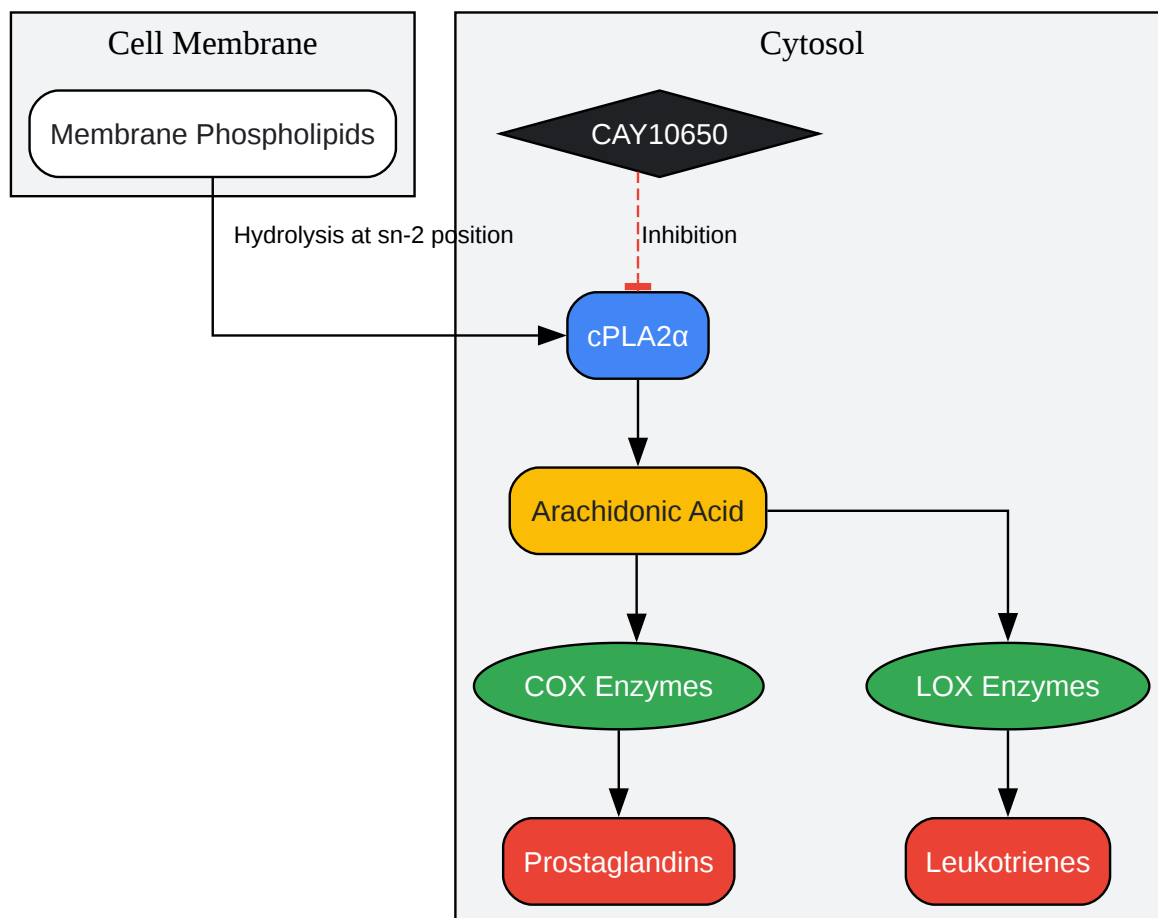 Cell Membrane
Cytosol
Membrane Phospholipids
CAY10650
Hydrolysis at sn-2 position
Inhibition
cPLA2α
Arachidonic Acid
COX Enzymes
LOX Enzymes
Prostaglandins
Leukotrienes